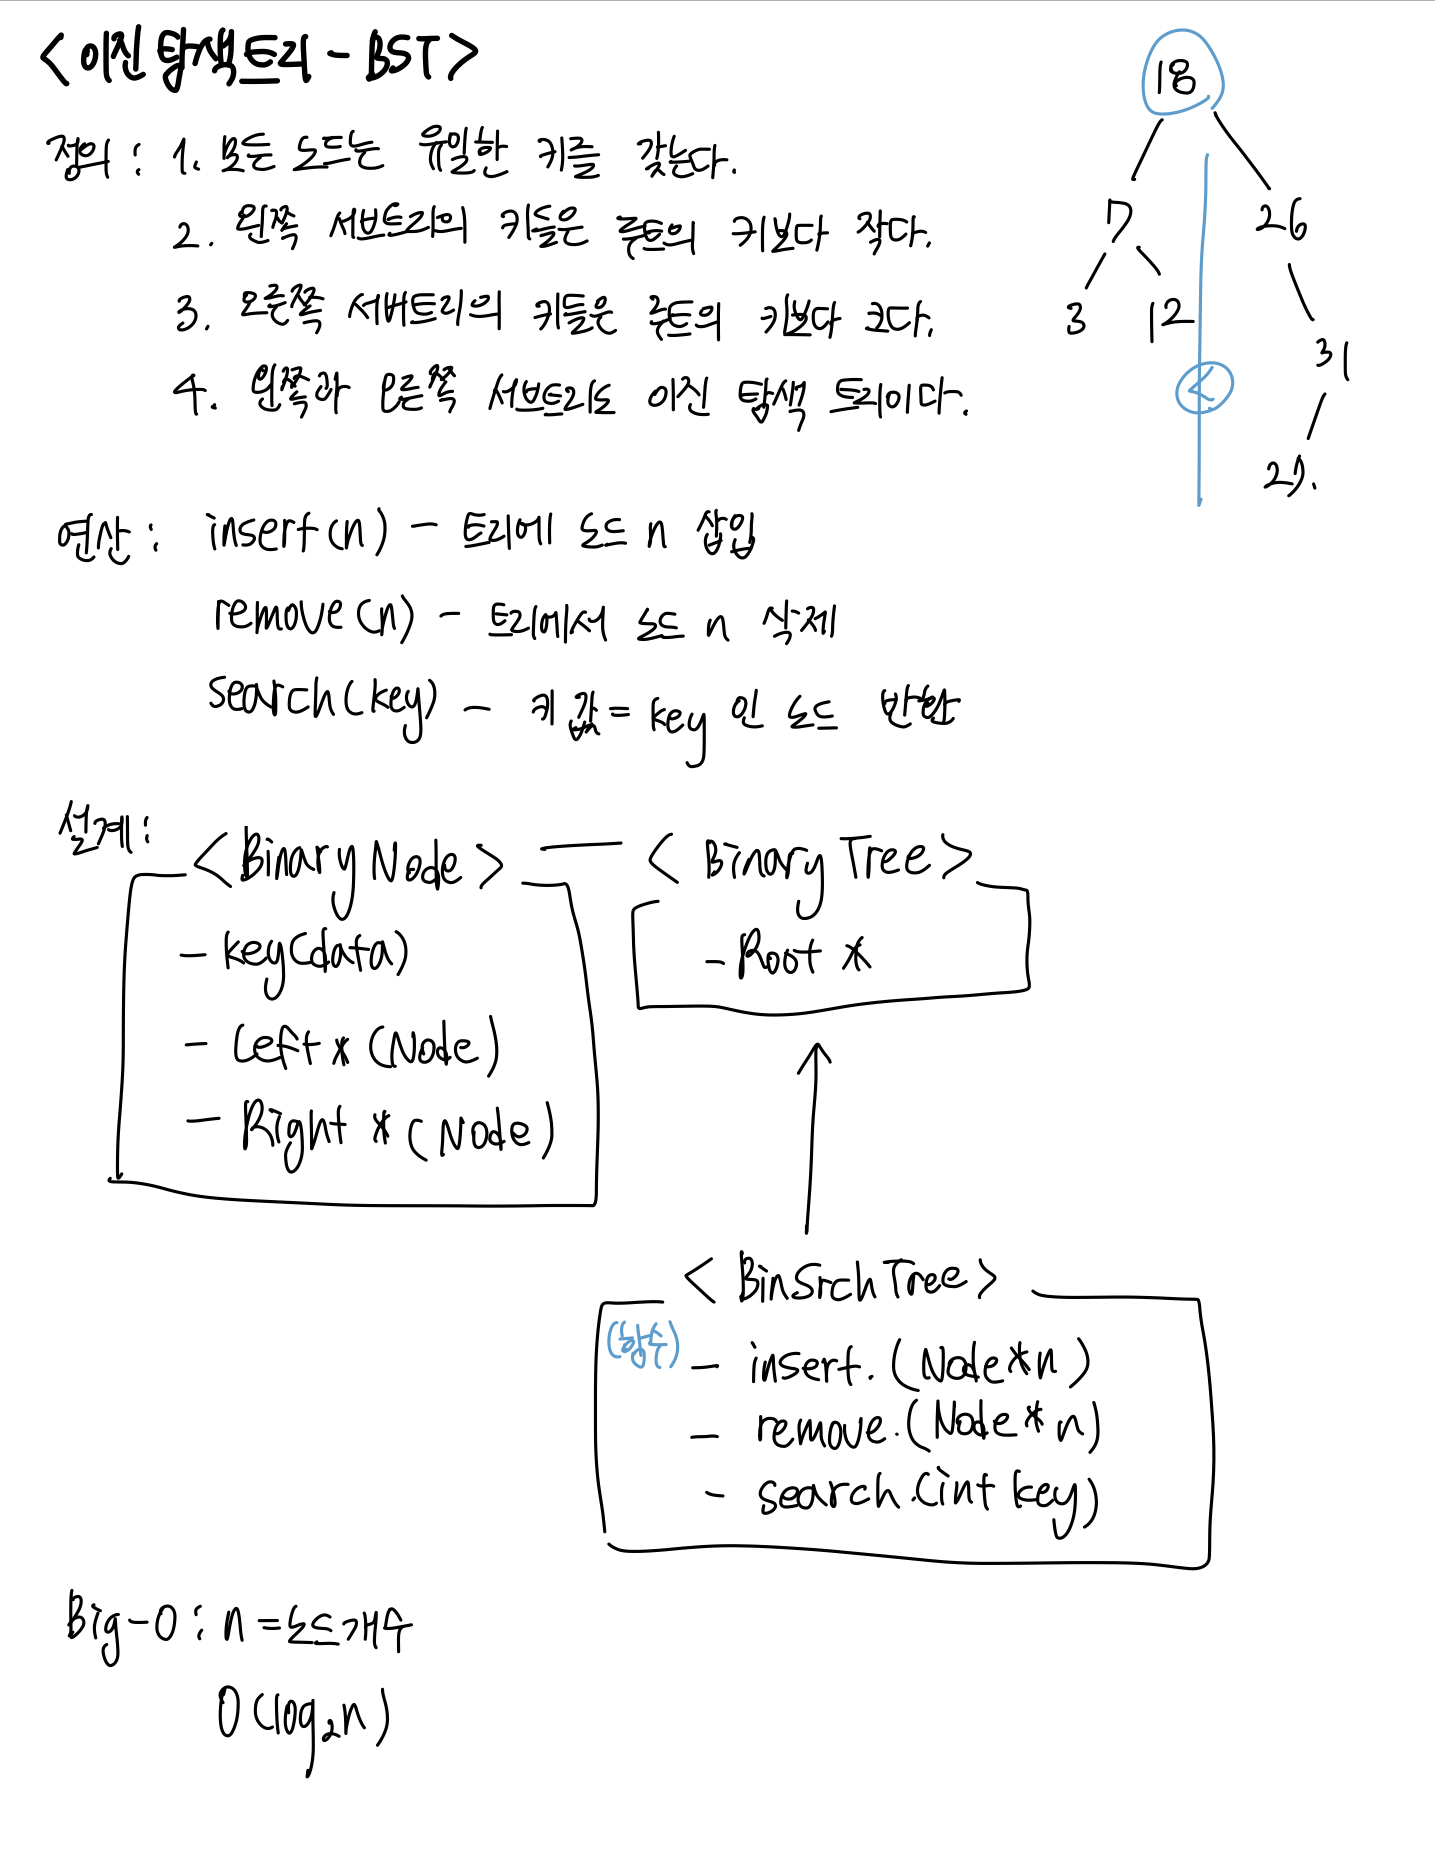 <이진 탐색트리 - BST>
정의 : 1. 모든 노드는 유일한 키를 갖는다.
2. 왼쪽 서브트리의 키들은 루트의 키보다 작다.
3. 오른쪽 서버트리의 키들은 루트의 키보다 크다.
4. 왼쪽과 오른쪽 서브트리도 이진 탐색 트리이다.
18
7 26
3 12
31
<
27.
연산 : insert(n) - 트리에 노드 n 삽입
remove(n) - 트리에서 노드 n 삭제
search(key) - 키 값 = key 인 노드 반환
설계 :
<Binary Node> — <Binary Tree>
- key(data)
- Left * (Node)
- Right * (Node)
- Root *
<BinSrchTree>
(함수) - insert.(Node*n)
- remove.(Node*n)
- search.(int key)
Big-O : n = 노드개수
O(log₂n)